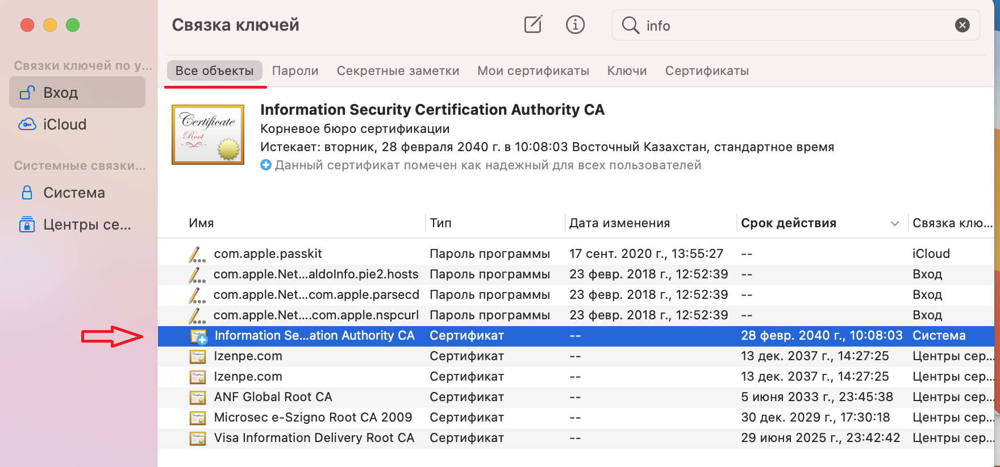 Связка ключей
info
Связки ключей по у...
Вход
iCloud
Системные связки...
Система
Центры се...
Все объекты Пароли Секретные заметки Мои сертификаты Ключи Сертификаты
Certificate
Root
Information Security Certification Authority CA
Корневое бюро сертификации
Истекает: вторник, 28 февраля 2040 г. в 10:08:03 Восточный Казахстан, стандартное время
Данный сертификат помечен как надежный для всех пользователей
Имя Тип Дата изменения Срок действия Связка клю...
com.apple.passkit Пароль программы 17 сент. 2020 г., 13:55:27 -- iCloud
com.apple.Net...aldoInfo.pie2.hosts Пароль программы 23 февр. 2018 г., 12:52:39 -- Вход
com.apple.Net...com.apple.parsecd Пароль программы 23 февр. 2018 г., 12:52:39 -- Вход
com.apple.Net....com.apple.nspcurl Пароль программы 23 февр. 2018 г., 12:52:39 -- Вход
Information Se...ation Authority CA Сертификат -- 28 февр. 2040 г., 10:08:03 Система
Izenpe.com Сертификат -- 13 дек. 2037 г., 14:27:25 Центры сер...
Izenpe.com Сертификат -- 13 дек. 2037 г., 14:27:25 Центры сер...
ANF Global Root CA Сертификат -- 5 июня 2033 г., 23:45:38 Центры сер...
Microsec e-Szigno Root CA 2009 Сертификат -- 30 дек. 2029 г., 17:30:18 Центры сер...
Visa Information Delivery Root CA Сертификат -- 29 июня 2025 г., 23:42:42 Центры сер...